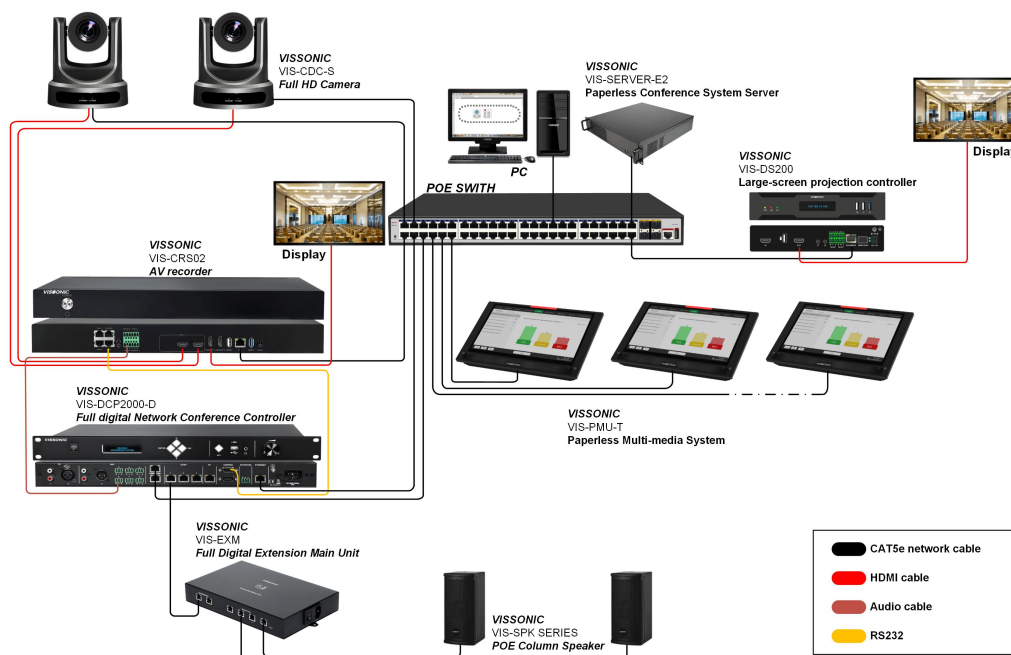 VISSONIC
VIS-CDC-S
Full HD Camera
VISSONIC
VIS-SERVER-E2
Paperless Conference System Server
PC
POE SWITH
VISSONIC
VIS-DS200
Large-screen projection controller
Display
Display
VISSONIC
VIS-CRS02
AV recorder
VISSONIC
VISSONIC
VIS-DCP2000-D
Full digital Network Conference Controller
VISSONIC
VISSONIC
VIS-PMU-T
Paperless Multi-media System
VISSONIC
VIS-EXM
Full Digital Extension Main Unit
VISSONIC
VIS-SPK SERIES
POE Column Speaker
CAT5e network cable
HDMI cable
Audio cable
RS232